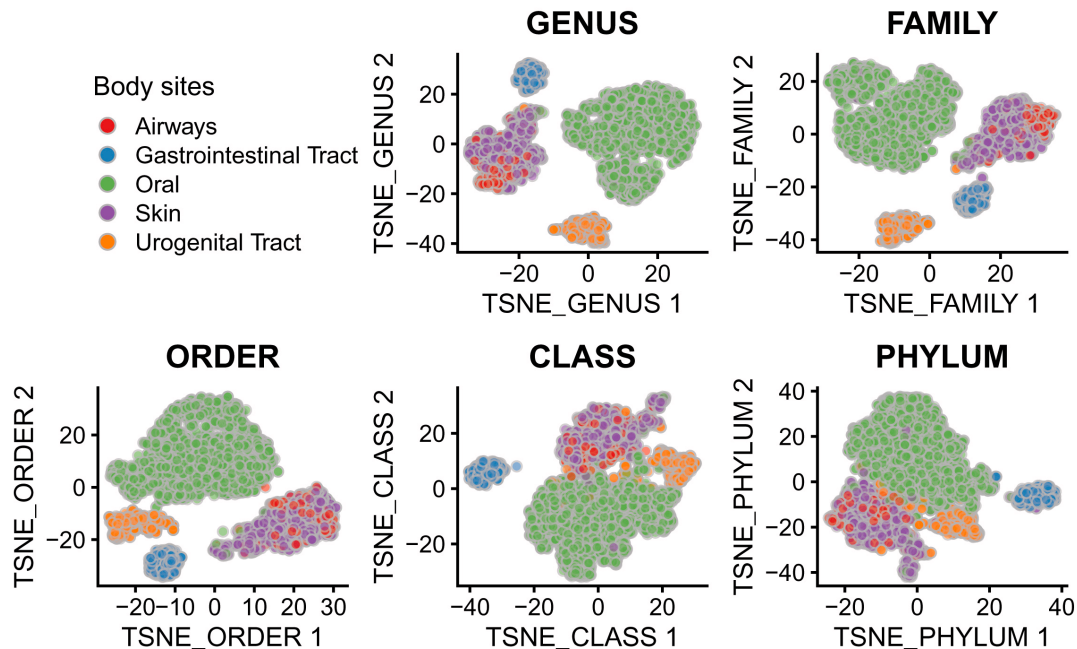 GENUS
FAMILY
Body sites
Airways
Gastrointestinal Tract
Oral
Skin
Urogenital Tract
TSNE_GENUS 2
20
0
−20
−40
−20 0 20
TSNE_GENUS 1
TSNE_FAMILY 2
20
0
−20
−40
−20 0 20
TSNE_FAMILY 1
ORDER
CLASS
PHYLUM
TSNE_ORDER 2
20
0
−20
−20 −10 0 10 20 30
TSNE_ORDER 1
TSNE_CLASS 2
20
0
−20
−40 −20 0 20
TSNE_CLASS 1
TSNE_PHYLUM 2
40
20
0
−20
−40
−20 0 20 40
TSNE_PHYLUM 1